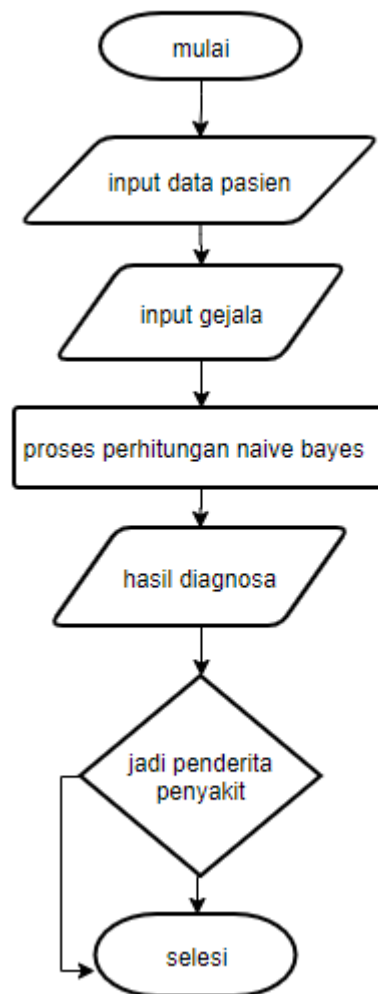 mulai
input data pasien
input gejala
proses perhitungan naive bayes
hasil diagnosa
jadi penderita
penyakit
selesi